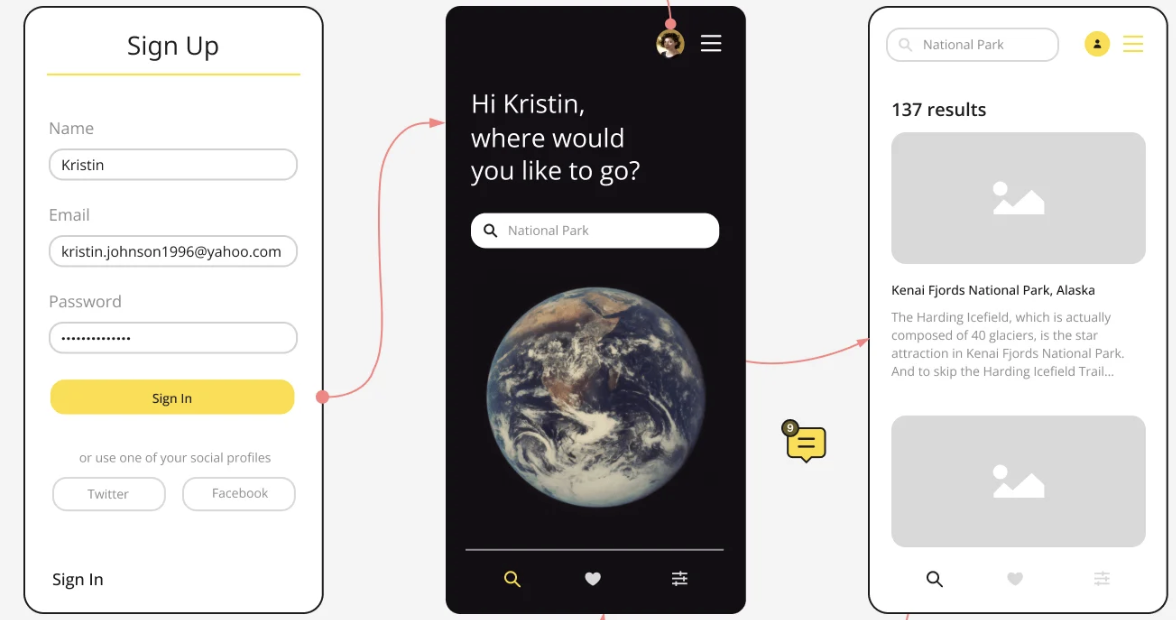 Sign Up
Name
Kristin
Email
kristin.johnson1996@yahoo.com
Password
Sign In
or use one of your social profiles
Twitter
Facebook
Sign In
Hi Kristin,
where would
you like to go?
National Park
9
National Park
137 results
Kenai Fjords National Park, Alaska
The Harding Icefield, which is actually
composed of 40 glaciers, is the star
attraction in Kenai Fjords National Park.
And to skip the Harding Icefield Trail...